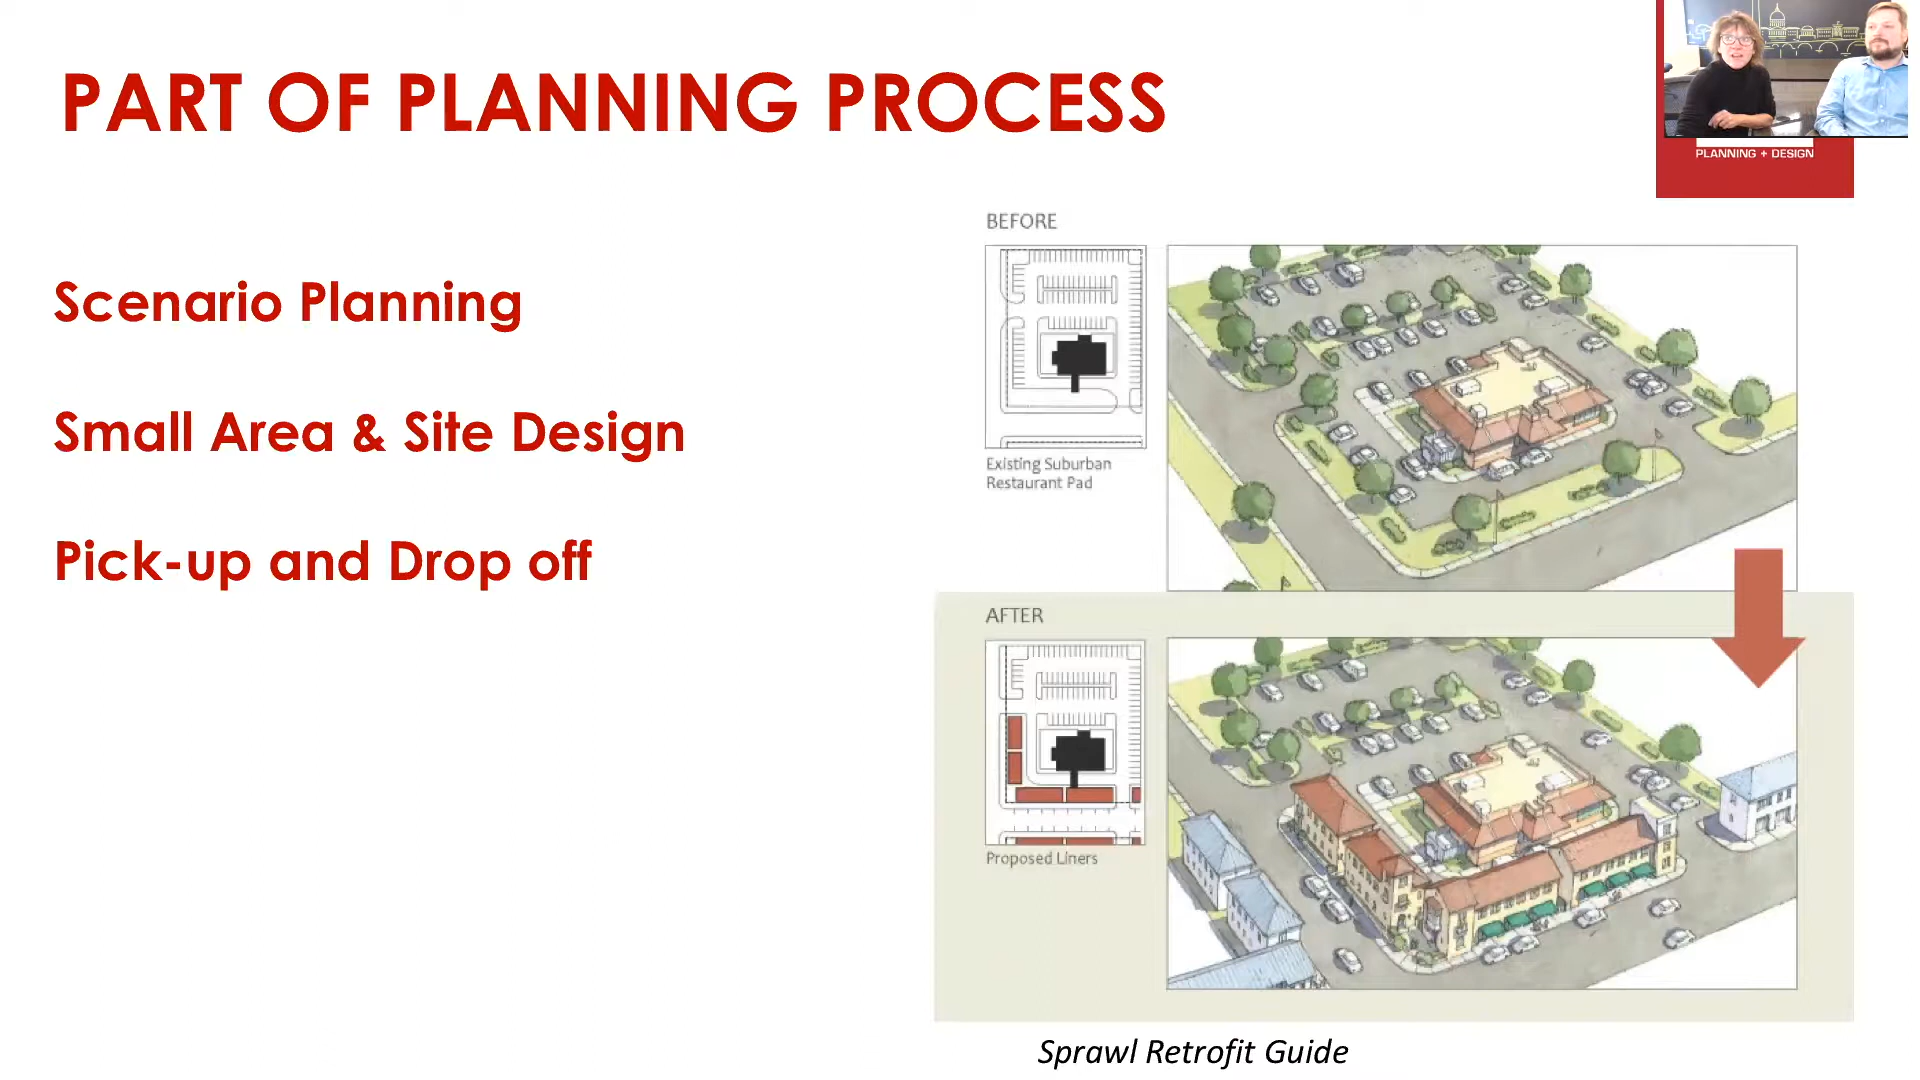 PART OF PLANNING PROCESS
PLANNING + DESIGN
Scenario Planning
Small Area & Site Design
Pick-up and Drop off
BEFORE
Existing Suburban
Restaurant Pad
AFTER
Proposed Liners
Sprawl Retrofit Guide